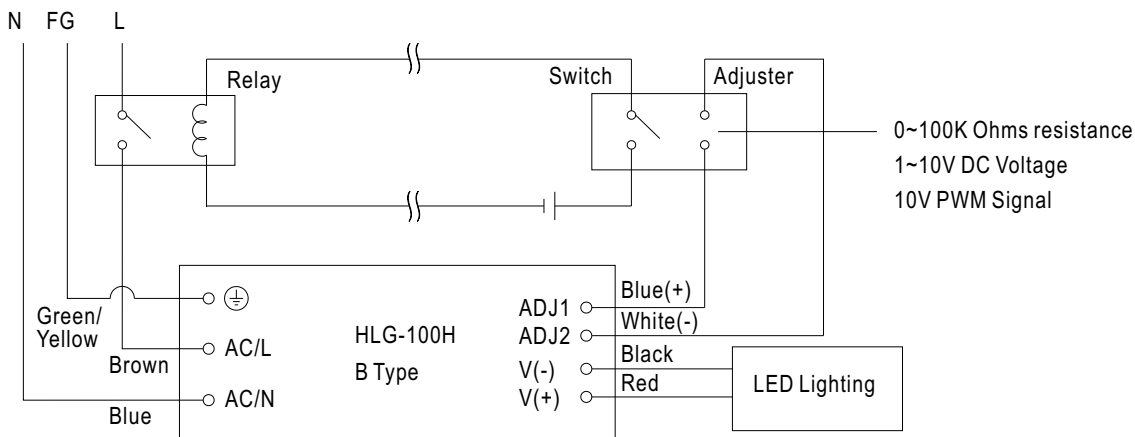 N FG L
Relay
Switch
Adjuster
0~100K Ohms resistance
1~10V DC Voltage
10V PWM Signal
Green/
Yellow
Brown
Blue
AC/L
AC/N
HLG-100H
B Type
ADJ1
ADJ2
V(-)
V(+)
Blue(+)
White(-)
Black
Red
LED Lighting